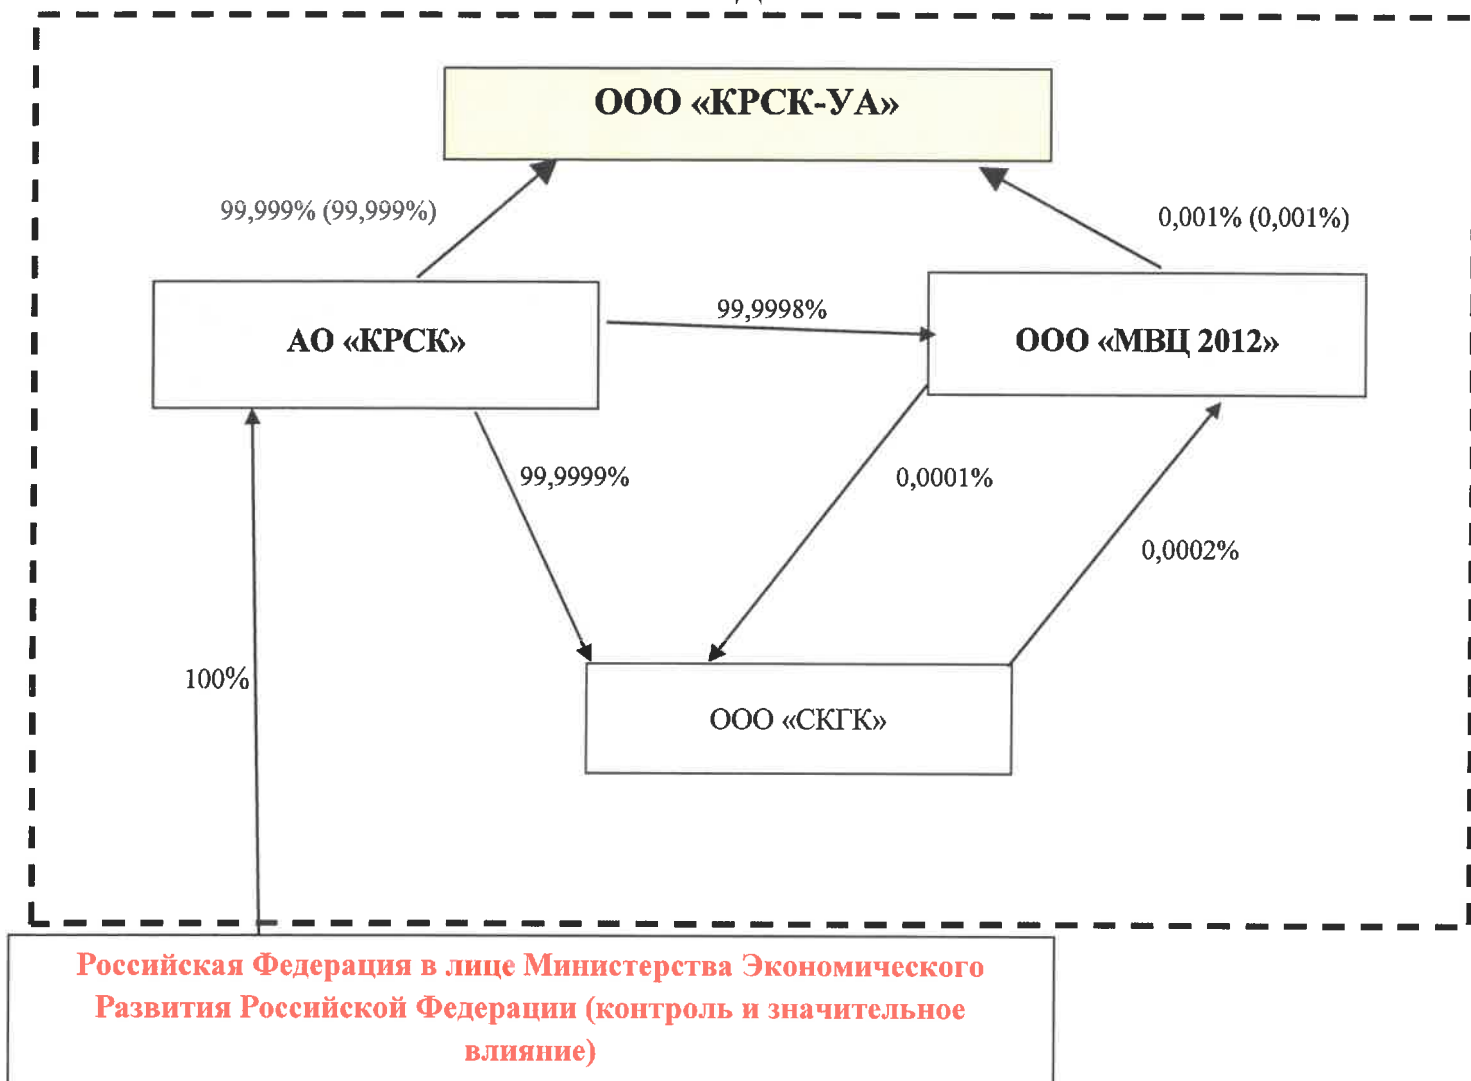 ООО «КРСК-УА»
99,999% (99,999%)
0,001% (0,001%)
АО «КРСК»
99,9998%
ООО «МВЦ 2012»
99,9999%
0,0001%
0,0002%
100%
ООО «СКГК»
Российская Федерация в лице Министерства Экономического
Развития Российской Федерации (контроль и значительное
влияние)